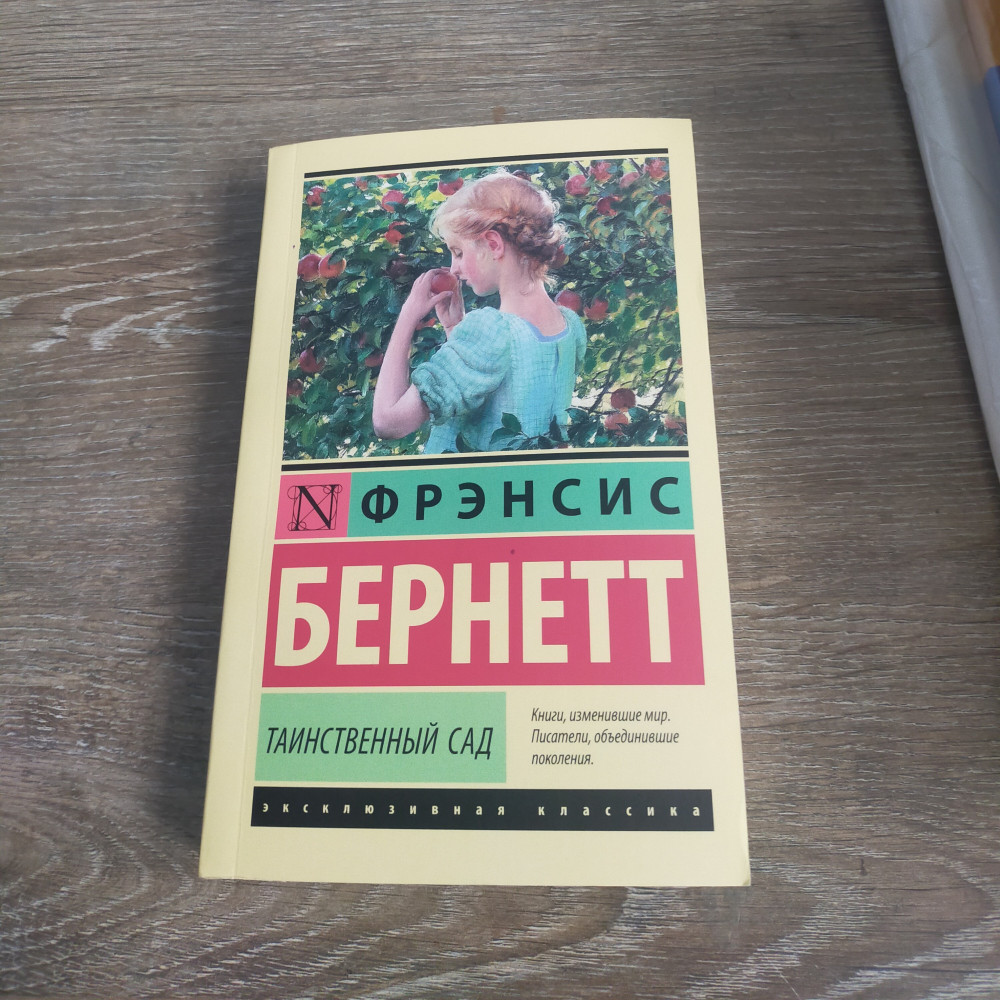 N ФРЭНСИС
БЕРНЕТТ
ТАИНСТВЕННЫЙ САД
Книги, изменившие мир.
Писатели, объединившие
поколения.
эксклюзивная классика